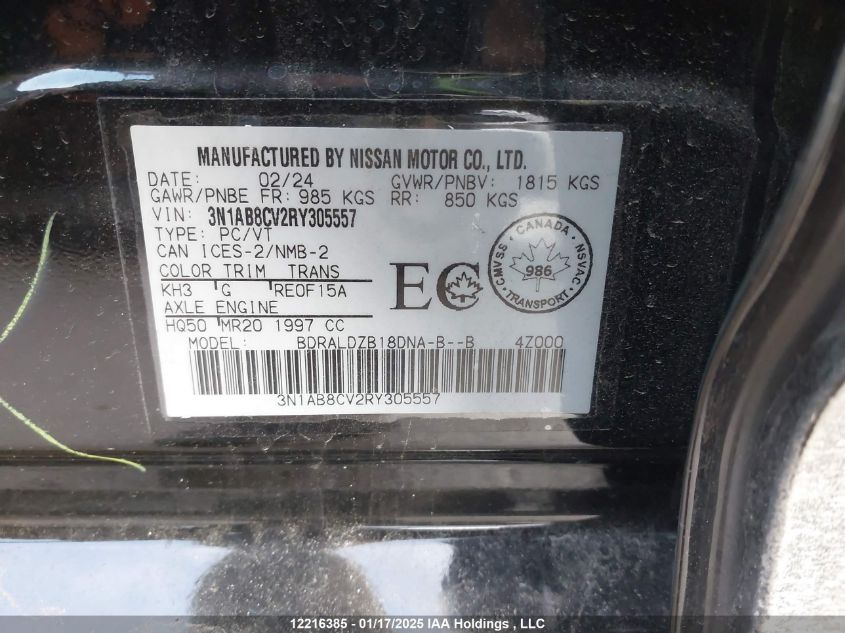 MANUFACTURED BY NISSAN MOTOR CO., LTD.
DATE: 02/24 GVWR/PNBV: 1815 KGS
GAWR/PNBE FR: 985 KGS RR: 850 KGS
VIN: 3N1AB8CV2RY305557
TYPE: PC/VT
CAN ICES-2/NMB-2
COLOR TRIM TRANS
KH3 G RE0F15A
AXLE ENGINE
HQ50 MR20 1997 CC
EC
CANADA
CMVSS NSVAC
986
TRANSPORT
MODEL: BDRALDZB18DNA-B--B 4Z000
3N1AB8CV2RY305557
12216385 - 01/17/2025 IAA Holdings , LLC